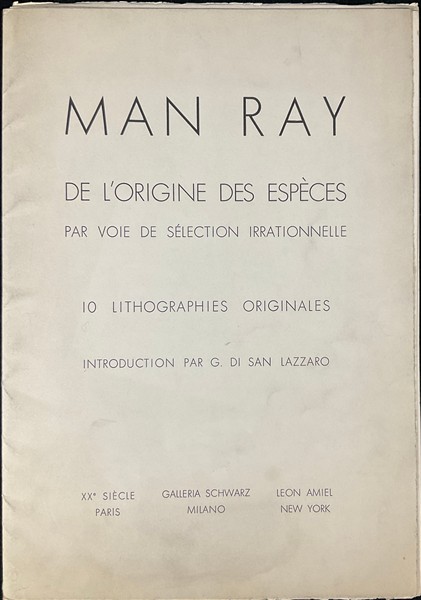 MAN RAY
DE L'ORIGINE DES ESPÈCES
PAR VOIE DE SÉLECTION IRRATIONNELLE
10 LITHOGRAPHIES ORIGINALES
INTRODUCTION PAR G. DI SAN LAZZARO
XXe SIÈCLE
PARIS
GALLERIA SCHWARZ
MILANO
LEON AMIEL
NEW YORK